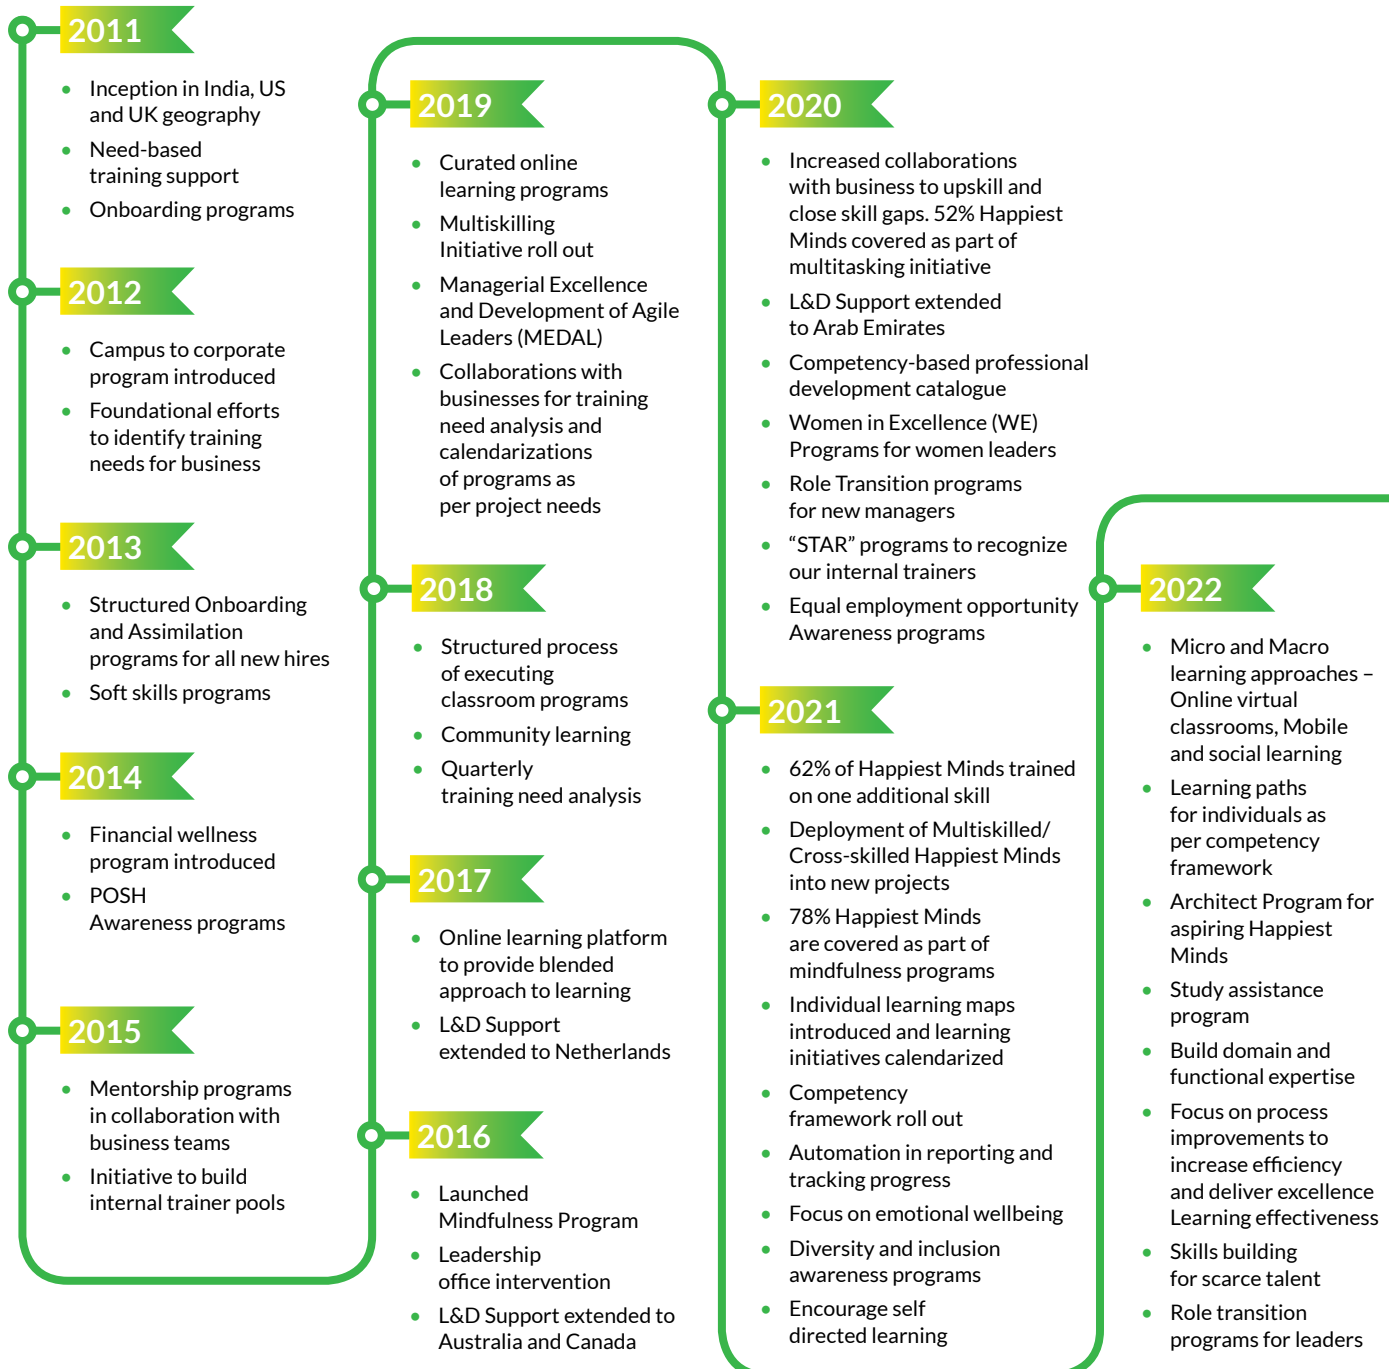 2011
• Inception in India, US
and UK geography
• Need-based
training support
• Onboarding programs
2012
• Campus to corporate
program introduced
• Foundational efforts
to identify training
needs for business
2013
• Structured Onboarding
and Assimilation
programs for all new hires
• Soft skills programs
2014
• Financial wellness
program introduced
• POSH
Awareness programs
2015
• Mentorship programs
in collaboration with
business teams
• Initiative to build
internal trainer pools
2019
• Curated online
learning programs
• Multiskilling
Initiative roll out
• Managerial Excellence
and Development of Agile
Leaders (MEDAL)
• Collaborations with
businesses for training
need analysis and
calendarizations
of programs as
per project needs
2018
• Structured process
of executing
classroom programs
• Community learning
• Quarterly
training need analysis
2017
• Online learning platform
to provide blended
approach to learning
• L&D Support
extended to Netherlands
2016
• Launched
Mindfulness Program
• Leadership
office intervention
• L&D Support extended to
Australia and Canada
2020
• Increased collaborations
with business to upskill and
close skill gaps. 52% Happiest
Minds covered as part of
multitasking initiative
• L&D Support extended
to Arab Emirates
• Competency-based professional
development catalogue
• Women in Excellence (WE)
Programs for women leaders
• Role Transition programs
for new managers
• “STAR” programs to recognize
our internal trainers
• Equal employment opportunity
Awareness programs
2021
• 62% of Happiest Minds trained
on one additional skill
• Deployment of Multiskilled/
Cross-skilled Happiest Minds
into new projects
• 78% Happiest Minds
are covered as part of
mindfulness programs
• Individual learning maps
introduced and learning
initiatives calendarized
• Competency
framework roll out
• Automation in reporting and
tracking progress
• Focus on emotional wellbeing
• Diversity and inclusion
awareness programs
• Encourage self
directed learning
2022
• Micro and Macro
learning approaches –
Online virtual
classrooms, Mobile
and social learning
• Learning paths
for individuals as
per competency
framework
• Architect Program for
aspiring Happiest
Minds
• Study assistance
program
• Build domain and
functional expertise
• Focus on process
improvements to
increase efficiency
and deliver excellence
Learning effectiveness
• Skills building
for scarce talent
• Role transition
programs for leaders